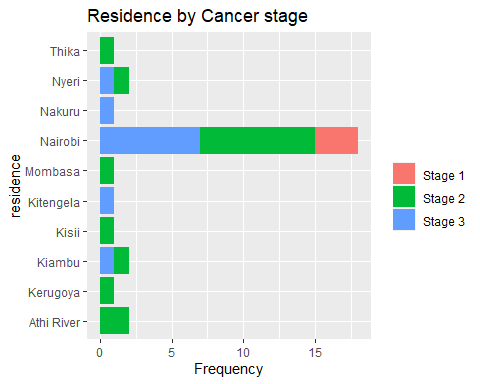 Residence by Cancer stage
Thika
Nyeri
Nakuru
Nairobi
Mombasa
Kitengela
Kisii
Kiambu
Kerugoya
Athi River
residence
0 5 10 15
Frequency
Stage 1
Stage 2
Stage 3